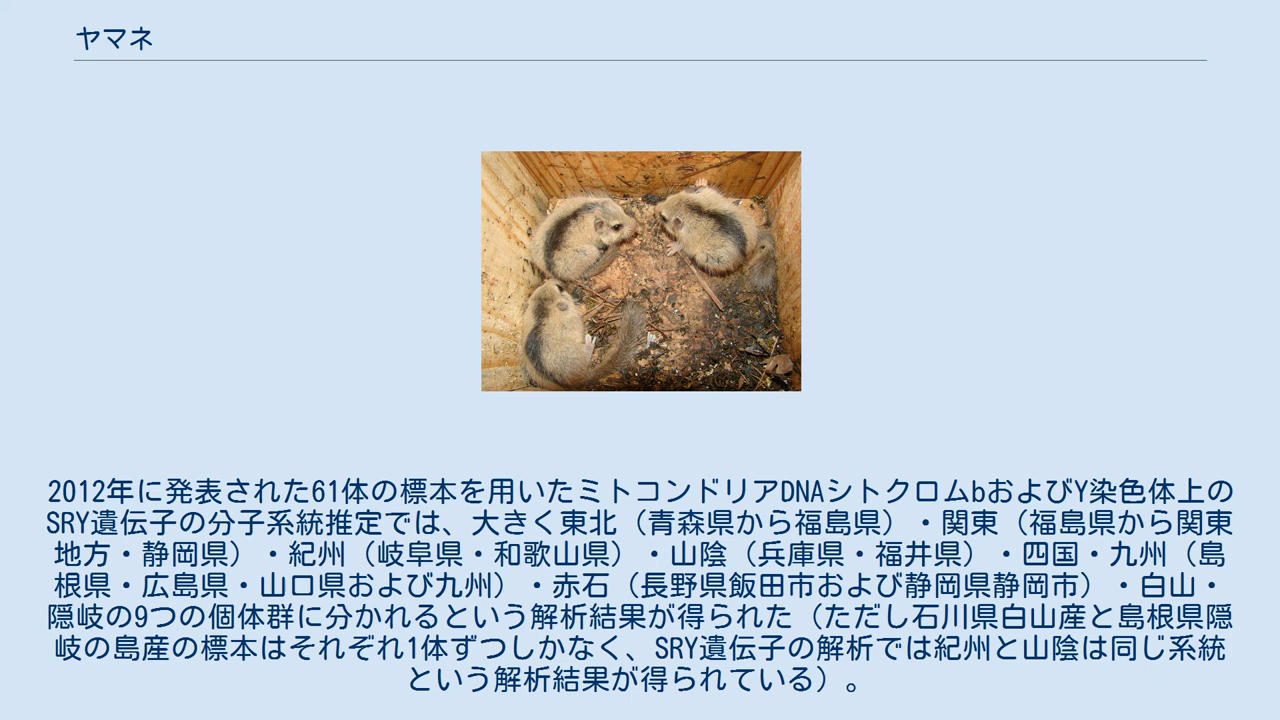 ヤマネ
2012年に発表された61体の標本を用いたミトコンドリアDNAシトクロムbおよびY染色体上の
SRY遺伝子の分子系統推定では、大きく東北（青森県から福島県）・関東（福島県から関東
地方・静岡県）・紀州（岐阜県・和歌山県）・山陰（兵庫県・福井県）・四国・九州（島
根県・広島県・山口県および九州）・赤石（長野県飯田市および静岡県静岡市）・白山・
隠岐の9つの個体群に分かれるという解析結果が得られた（ただし石川県白山産と島根県隠
岐の島産の標本はそれぞれ1体ずつしかなく、SRY遺伝子の解析では紀州と山陰は同じ系統
という解析結果が得られている）。